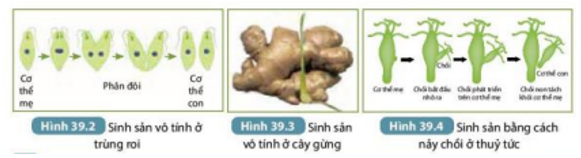 Cơ
thể
mẹ
Phân đôi
Cơ
thể
con
Hình 39.2 Sinh sản vô tính ở
trùng roi
Hình 39.3 Sinh sản
vô tính ở cây gừng
Chồi
Cơ thể con
Cơ thể mẹ
Chồi bắt đầu
nhô ra
Chồi phát triển
trên cơ thể mẹ
Chồi non tách
khỏi cơ thể mẹ
Hình 39.4 Sinh sản bằng cách
nảy chồi ở thuỷ tức